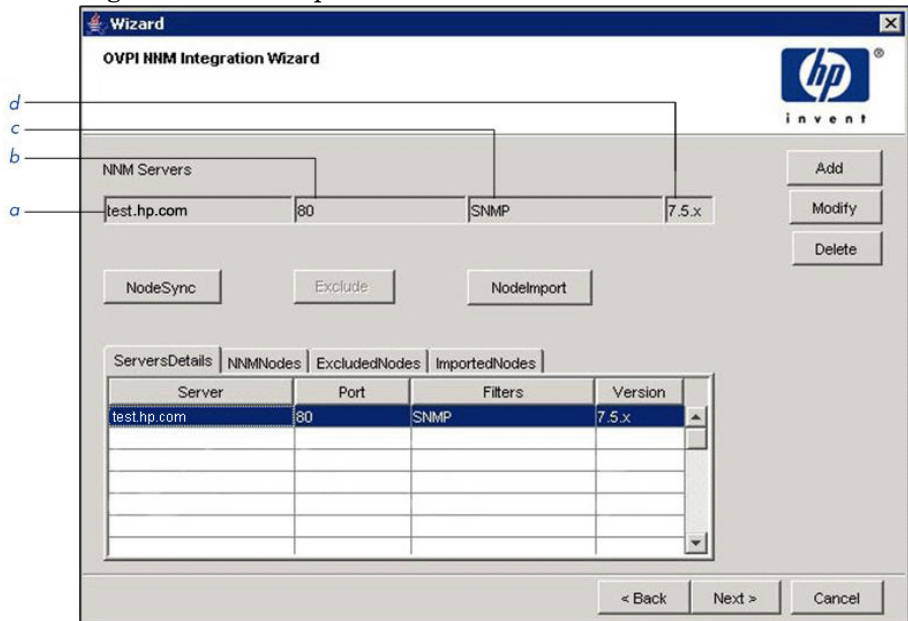 Wizard
OVPI NNM Integration Wizard
hp
®
invent
d
c
b
a
NNM Servers
test.hp.com 80 SNMP 7.5.x
Add
Modify
Delete
NodeSync Exclude NodeImport
ServersDetails NNMNodes ExcludedNodes ImportedNodes
Server Port Filters Version
test.hp.com 80 SNMP 7.5.x
< Back Next > Cancel